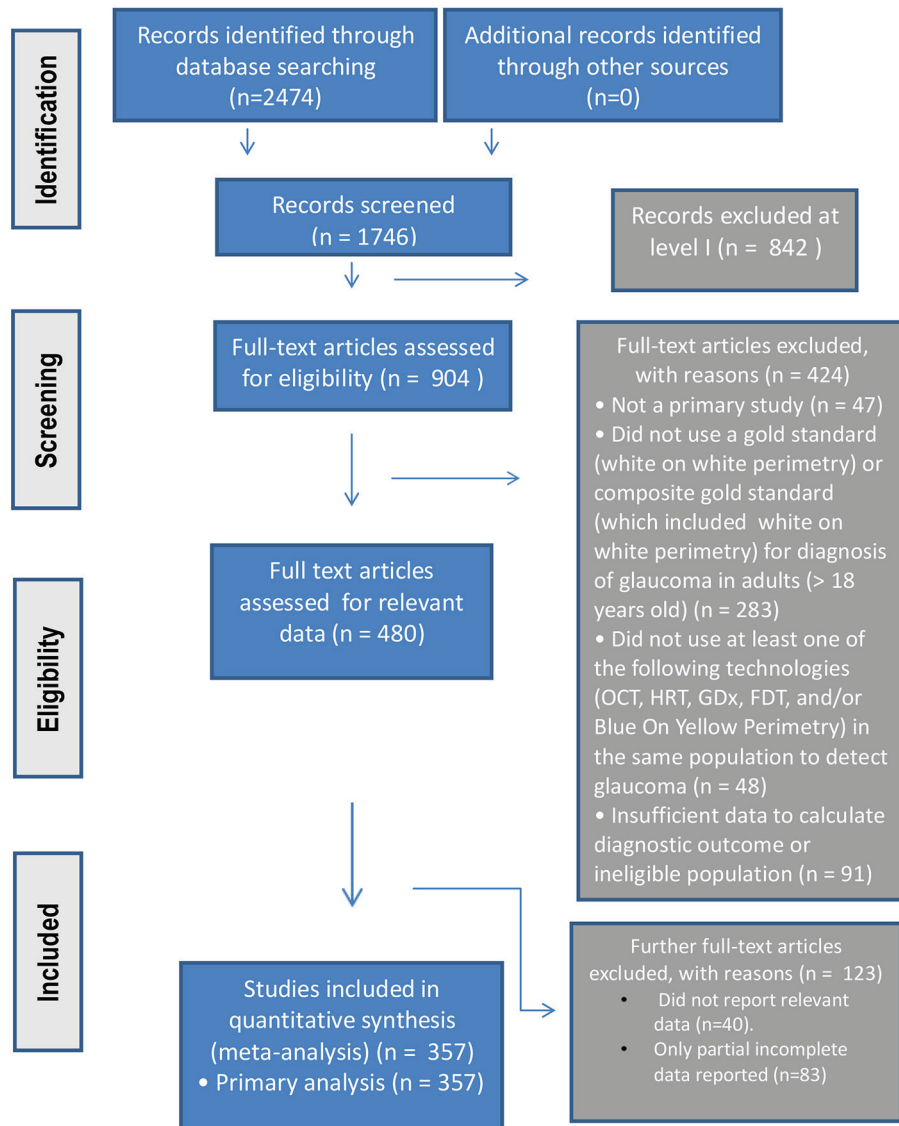 Identification
Records identified through
database searching
(n=2474)
Additional records identified
through other sources
(n=0)
Records screened
(n = 1746)
Records excluded at
level I (n =  842 )
Screening
Full-text articles assessed
for eligibility (n =  904 )
Full-text articles excluded,
with reasons (n = 424)
• Not a primary study (n = 47)
• Did not use a gold standard
(white on white perimetry) or
composite gold standard
(which included  white on
white perimetry) for diagnosis
of glaucoma in adults (> 18
years old) (n = 283)
• Did not use at least one of
the following technologies
(OCT, HRT, GDx, FDT, and/or
Blue On Yellow Perimetry) in
the same population to detect
glaucoma (n = 48)
• Insufficient data to calculate
diagnostic outcome or
ineligible population (n = 91)
Eligibility
Full text articles
assessed  for relevant
data (n = 480)
Included
Studies included in
quantitative synthesis
(meta-analysis) (n =  357)
• Primary analysis (n = 357)
Further full-text articles
excluded, with reasons (n =  123)
• Did not report relevant
data (n=40).
• Only partial incomplete
data reported (n=83)